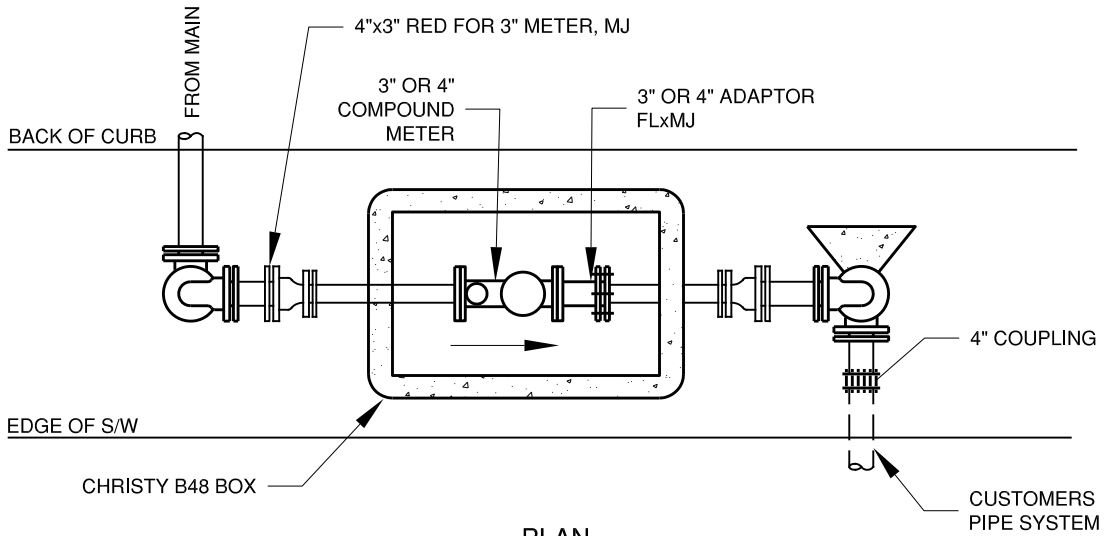 FROM MAIN
4"x3" RED FOR 3" METER, MJ
3" OR 4"
COMPOUND
METER
3" OR 4" ADAPTOR
FLxMJ
BACK OF CURB
4" COUPLING
EDGE OF S/W
CHRISTY B48 BOX
CUSTOMERS
PIPE SYSTEM
PLAN